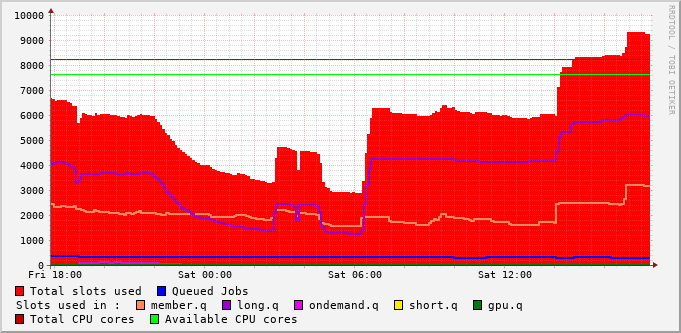 10000
9000
8000
7000
6000
5000
4000
3000
2000
1000
0
Fri 18:00 Sat 00:00 Sat 06:00 Sat 12:00
Total slots used Queued Jobs
Slots used in : member.q long.q ondemand.q short.q gpu.q
Total CPU cores Available CPU cores
RRDTOOL / TOBI OETIKER